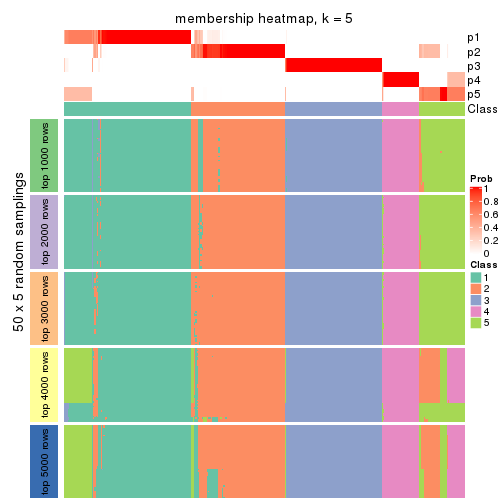 membership heatmap, k = 5
p1
p2
p3
p4
p5
Class
50 x 5 random samplings
top 1000 rows
top 2000 rows
top 3000 rows
top 4000 rows
top 5000 rows
Prob
1
0.8
0.6
0.4
0.2
0
Class
1
2
3
4
5